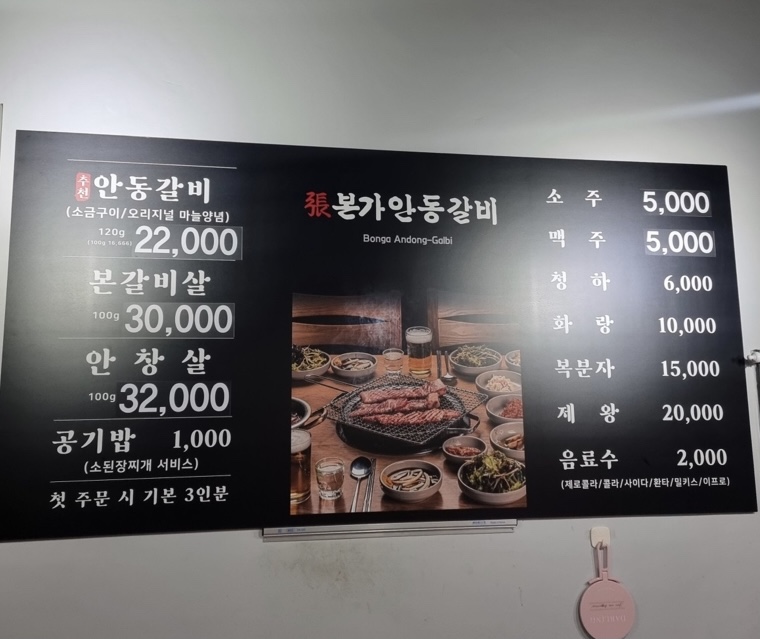 추천 안동갈비
(소금구이/오리지널 마늘양념)
120g 22,000
본갈비살
100g 30,000
안 창 살
100g 32,000
공기밥 1,000
(소된장찌개 서비스)
첫 주문 시 기본 3인분
張 본가안동갈비
Bonga Andong-Galbi
소 주 5,000
맥 주 5,000
청 하 6,000
화 랑 10,000
복분자 15,000
제 왕 20,000
음료수 2,000
(제로콜라/콜라/사이다/환타/밀키스/이프로)